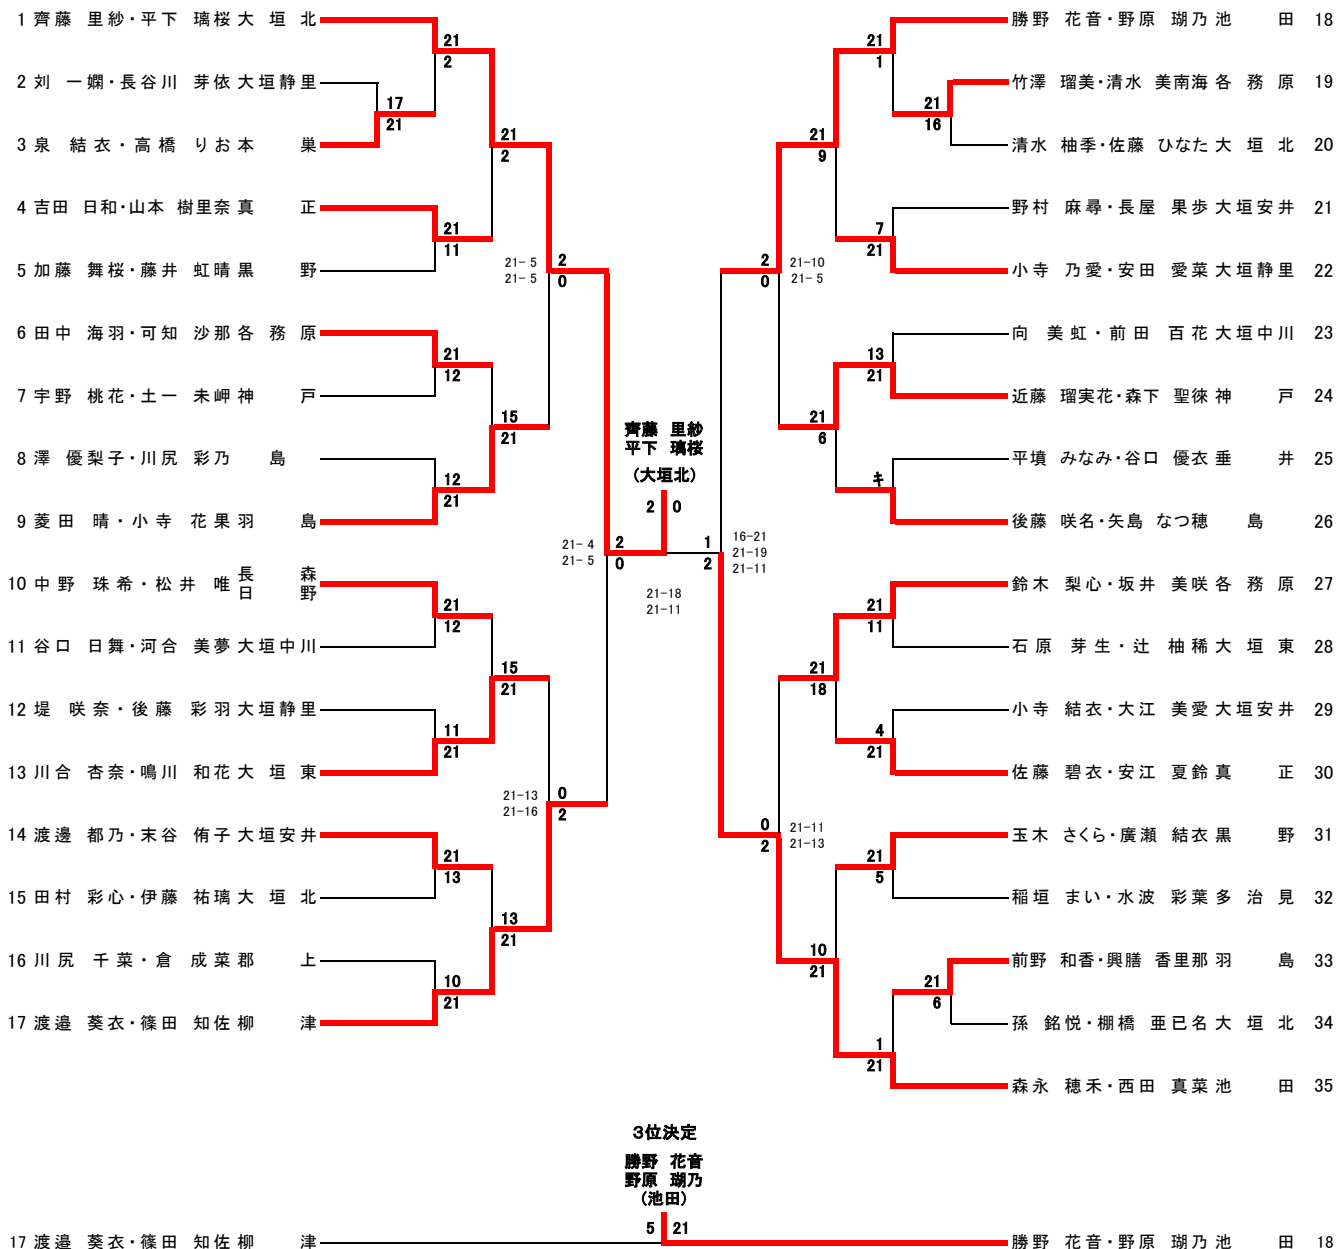 1 齊藤 里紗・平下 璃桜 大垣北
21
2
2 刘 一嫻・長谷川 芽依 大垣静里
17
21
3 泉 結衣・高橋 りお 本巣
21
2
4 吉田 日和・山本 樹里奈 真正
21
11
5 加藤 舞桜・藤井 虹晴 黒野
21-5
21-5
2
0
6 田中 海羽・可知 沙那 各務原
21
12
7 宇野 桃花・土一 未岬 神戸
15
21
8 澤 優梨子・川尻 彩乃 島
12
21
9 菱田 晴・小寺 花果 羽島
21-4
21-5
2
0
10 中野 珠希・松井 唯 長森 日野
21
12
11 谷口 日舞・河合 美夢 大垣中川
15
21
12 堤 咲奈・後藤 彩羽 大垣静里
11
21
13 川合 杏奈・鳴川 和花 大垣東
21-13
21-16
0
2
14 渡邉 都乃・末谷 侑子 大垣安井
21
13
15 田村 彩心・伊藤 祐璃 大垣北
13
21
16 川尻 千菜・倉 成菜 郡上
10
21
17 渡邉 葵衣・篠田 知佐 柳津
齊藤 里紗
平下 璃桜
(大垣北)
2 0
21-18
21-11
勝野 花音・野原 瑚乃 池田 18
21
1
竹澤 瑠美・清水 美南海 各務原 19
21
16
清水 柚季・佐藤 ひなた 大垣北 20
21
9
野村 麻尋・長屋 果歩 大垣安井 21
7
21
小寺 乃愛・安田 愛菜 大垣静里 22
2
0
21-10
21-5
向 美虹・前田 百花 大垣中川 23
13
21
近藤 瑠実花・森下 聖徠 神戸 24
21
6
平墳 みなみ・谷口 優衣 垂井 25
キ
後藤 咲名・矢島 なつ穂 島 26
1
2
16-21
21-19
21-11
鈴木 梨心・坂井 美咲 各務原 27
21
11
石原 芽生・辻 柚稀 大垣東 28
21
18
小寺 結衣・大江 美愛 大垣安井 29
4
21
佐藤 碧衣・安江 夏鈴 真正 30
0
2
21-11
21-13
玉木 さくら・廣瀬 結衣 黒野 31
21
5
稲垣 まい・水波 彩葉 多治見 32
10
21
前野 和香・興膳 香里那 羽島 33
21
6
孫 銘悦・棚橋 亜已名 大垣北 34
1
21
森永 穂禾・西田 真菜 池田 35
3位決定
勝野 花音
野原 瑚乃
(池田)
5 21
17 渡邉 葵衣・篠田 知佐 柳津
勝野 花音・野原 瑚乃 池田 18